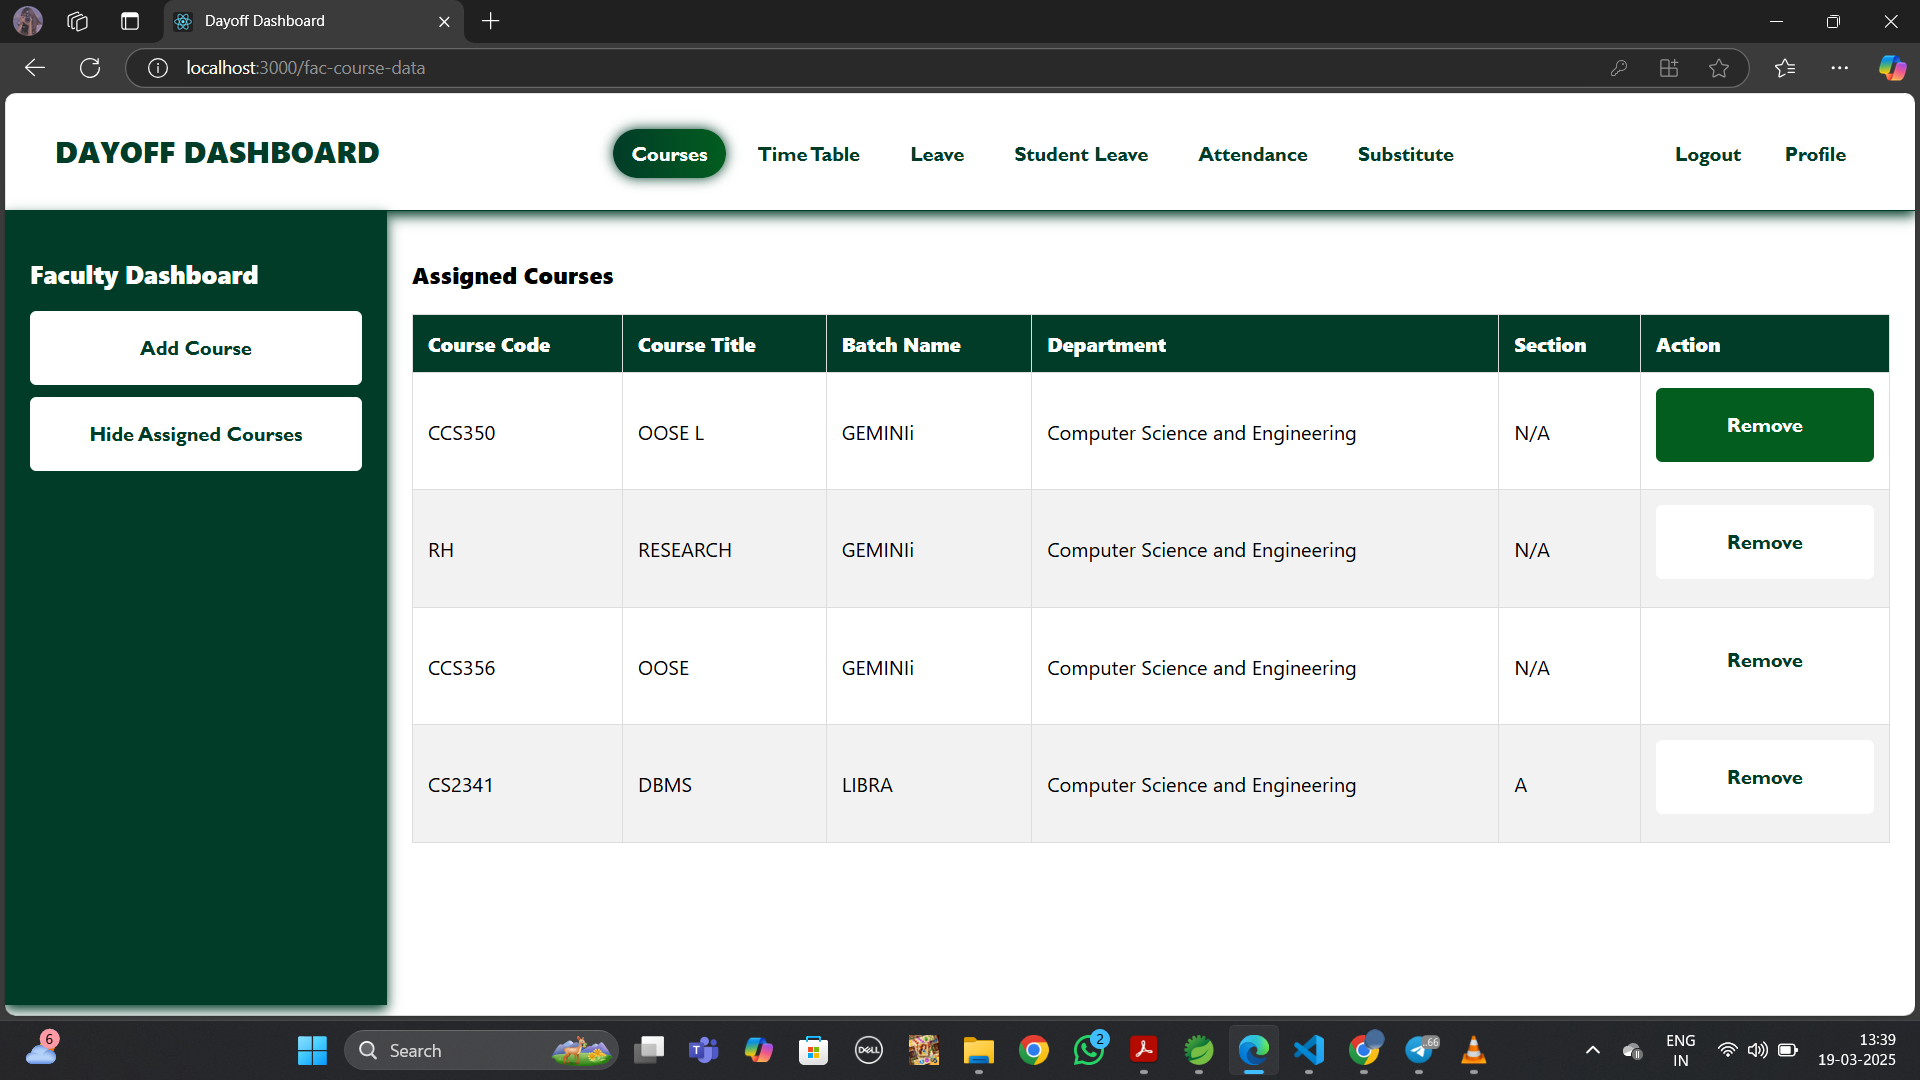 Dayoff Dashboard
localhost:3000/fac-course-data
DAYOFF DASHBOARD
Courses
Time Table
Leave
Student Leave
Attendance
Substitute
Logout
Profile
Faculty Dashboard
Add Course
Hide Assigned Courses
Assigned Courses
Course Code Course Title Batch Name Department Section Action
CCS350 OOSE L GEMINIi Computer Science and Engineering N/A Remove
RH RESEARCH GEMINIi Computer Science and Engineering N/A Remove
CCS356 OOSE GEMINIi Computer Science and Engineering N/A Remove
CS2341 DBMS LIBRA Computer Science and Engineering A Remove
6
Search
T
DELL
2
.66
ENG
IN
13:39
19-03-2025